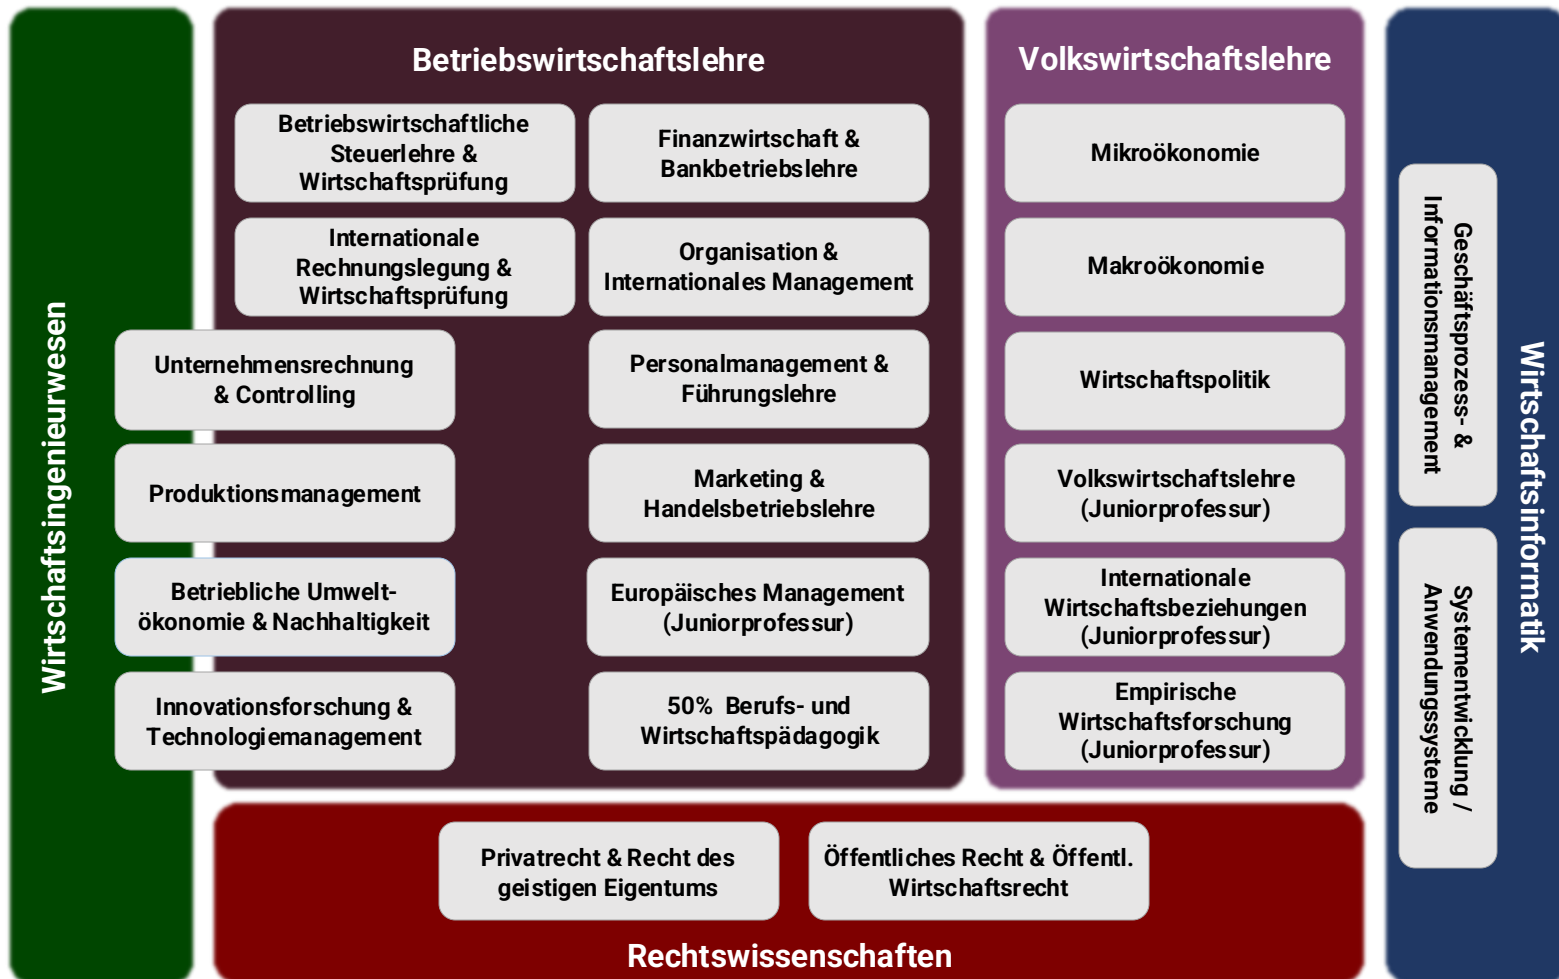 Wirtschaftsingenieurwesen
Betriebswirtschaftslehre
Betriebswirtschaftliche
Steuerlehre &
Wirtschaftsprüfung
Finanzwirtschaft &
Bankbetriebslehre
Internationale
Rechnungslegung &
Wirtschaftsprüfung
Organisation &
Internationales Management
Unternehmensrechnung
& Controlling
Personalmanagement &
Führungslehre
Produktionsmanagement
Marketing &
Handelsbetriebslehre
Betriebliche Umwelt-
ökonomie & Nachhaltigkeit
Europäisches Management
(Juniorprofessur)
Innovationsforschung &
Technologiemanagement
50% Berufs- und
Wirtschaftspädagogik
Volkswirtschaftslehre
Mikroökonomie
Makroökonomie
Wirtschaftspolitik
Volkswirtschaftslehre
(Juniorprofessur)
Internationale
Wirtschaftsbeziehungen
(Juniorprofessur)
Empirische
Wirtschaftsforschung
(Juniorprofessur)
Wirtschaftsinformatik
Geschäftsprozess- &
Informationsmanagement
Systementwicklung /
Anwendungssysteme
Privatrecht & Recht des
geistigen Eigentums
Öffentliches Recht & Öffentl.
Wirtschaftsrecht
Rechtswissenschaften